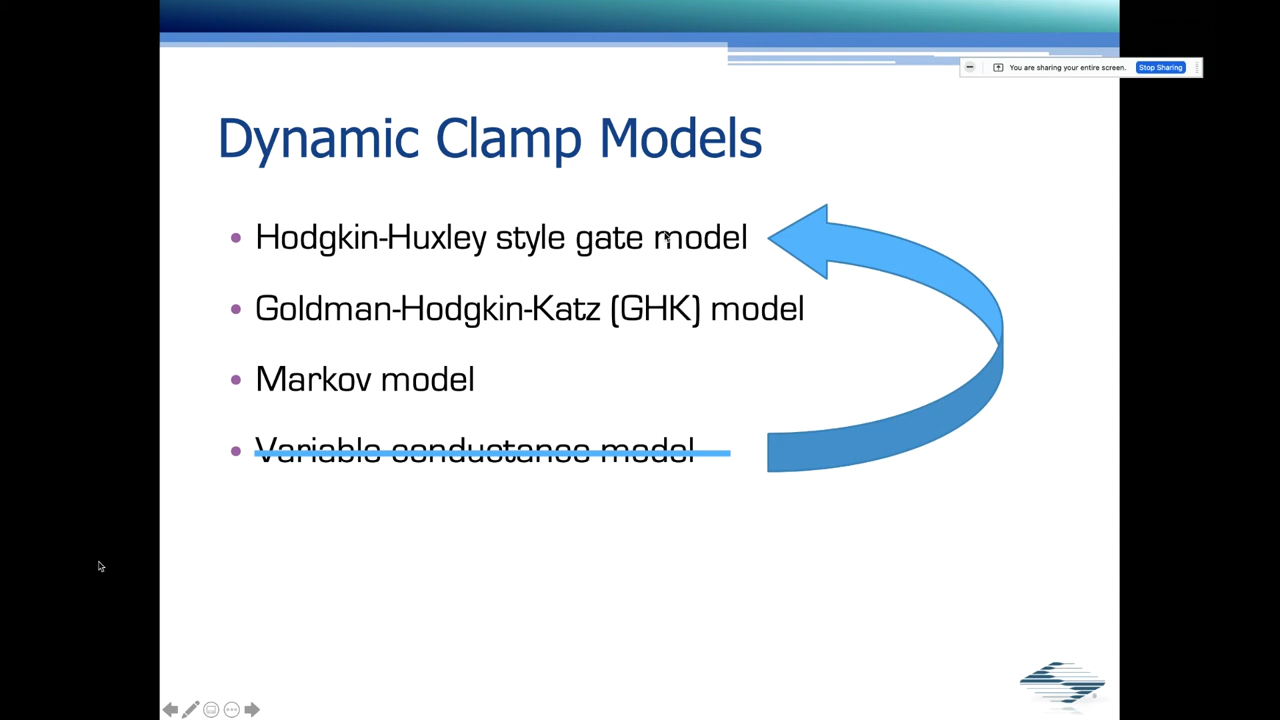 You are sharing your entire screen. Stop Sharing
Dynamic Clamp Models
Hodgkin-Huxley style gate model
Goldman-Hodgkin-Katz (GHK) model
Markov model
Variable conductance model